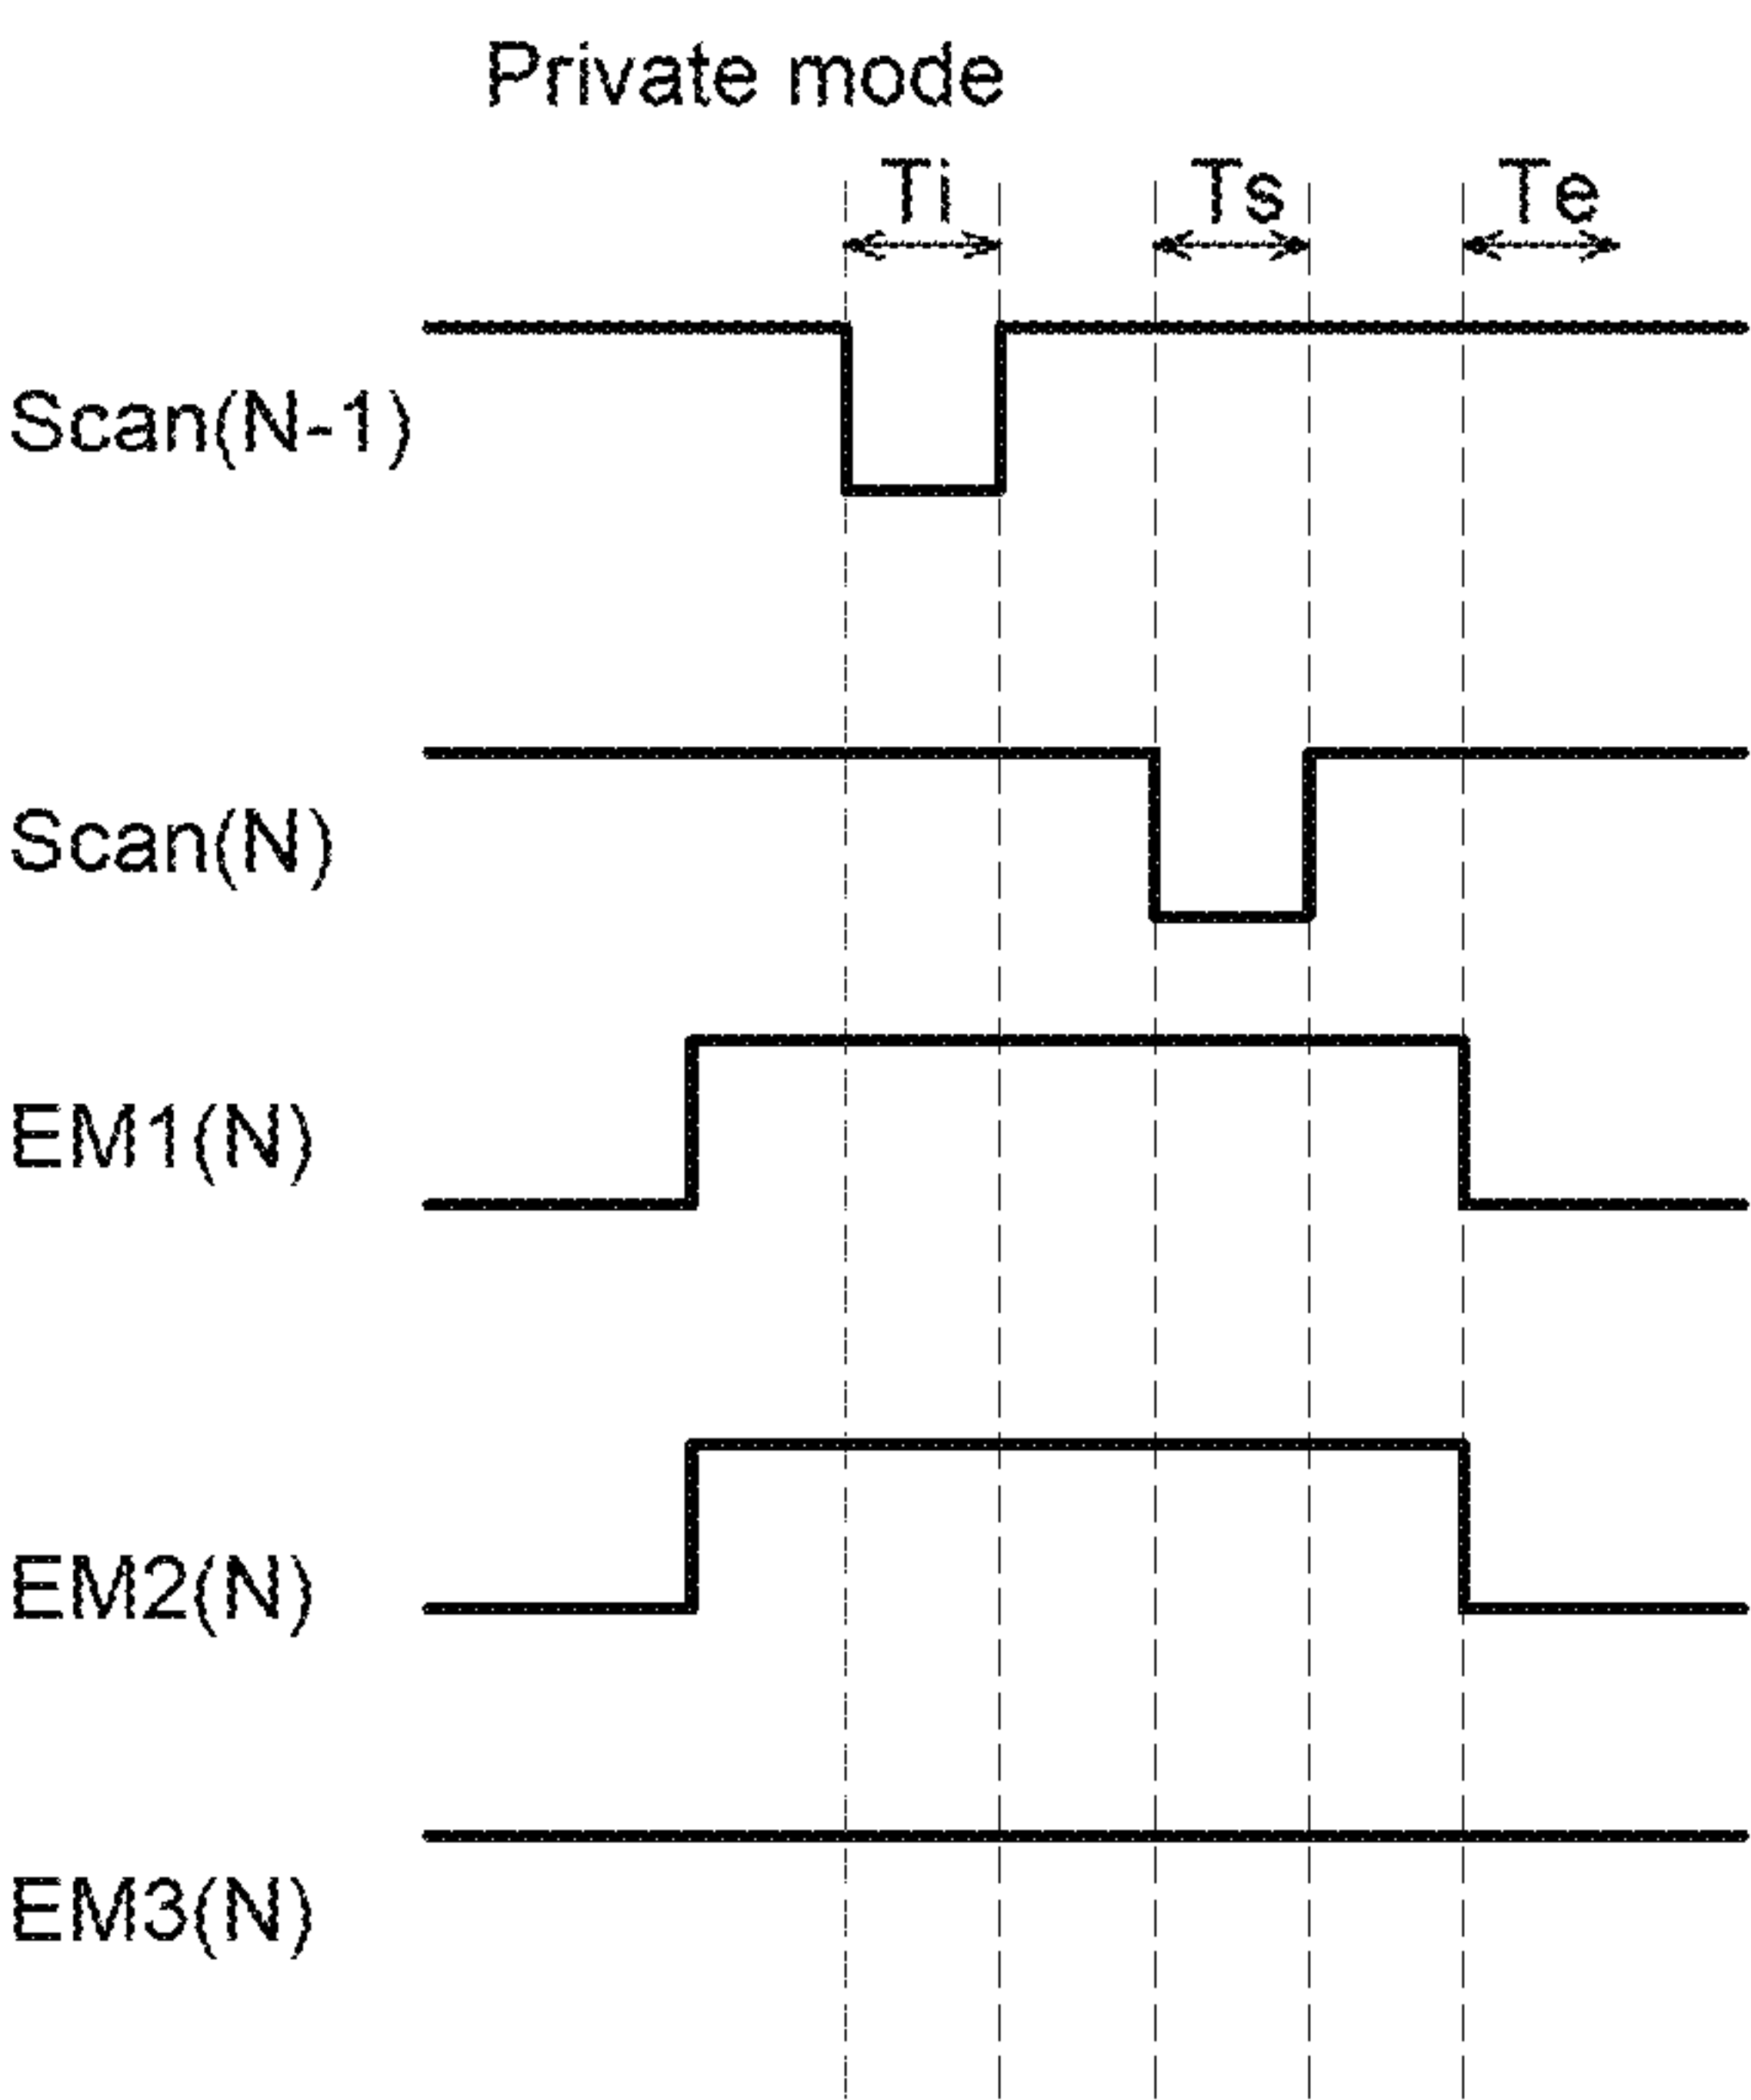 Private mode
Ti Ts Te
Scan(N-1)
Scan(N)
EM1(N)
EM2(N)
EM3(N)